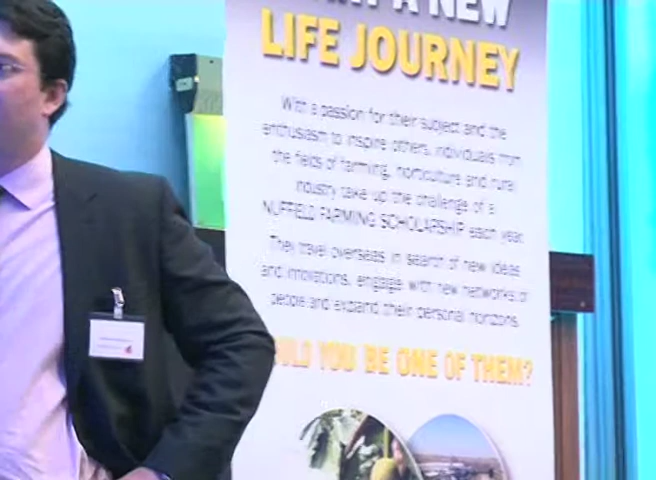 A NEW
LIFE JOURNEY
With a passion for their subject and the
enthusiasm to inspire others, individuals from
the fields of farming, horticulture and rural
industry take up the challenge of a
NUFFIELD FARMING SCHOLARSHIP each year.
They travel overseas in search of new ideas
and innovations, engage with new networks of
people and expand their personal horizons.
YOU BE ONE OF THEM?